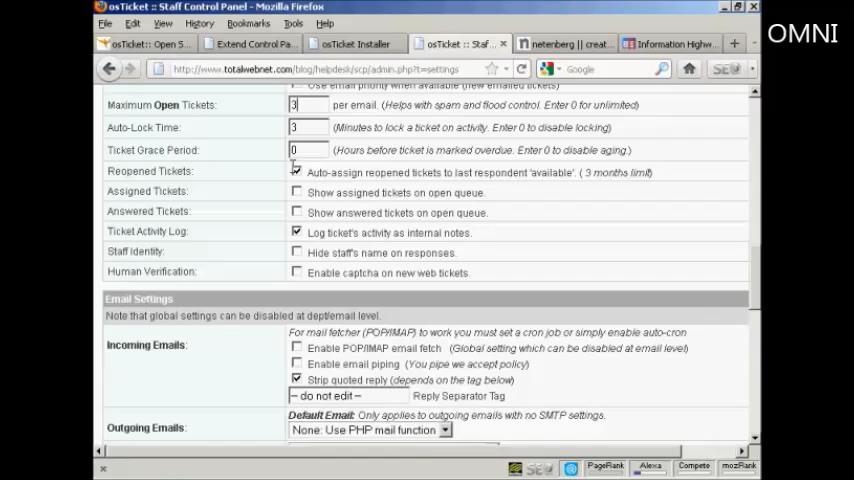 osTicket :: Staff Control Panel - Mozilla Firefox
OMNI
File Edit View History Bookmarks Tools Help
osTicket:: Open S...
Extend Control Pa...
osTicket Installer
osTicket :: Staf...
netenberg || creat...
Information Highw...
http://www.totalwebnet.com/blog/helpdesk/scp/admin.php?t=settings
Google
SEO
Use email priority when available (new emailed tickets)
Maximum Open Tickets: 3 per email. (Helps with spam and flood control. Enter 0 for unlimited)
Auto-Lock Time: 3 (Minutes to lock a ticket on activity. Enter 0 to disable locking)
Ticket Grace Period: 0 (Hours before ticket is marked overdue. Enter 0 to disable aging.)
Reopened Tickets: Auto-assign reopened tickets to last respondent 'available'. ( 3 months limit)
Assigned Tickets: Show assigned tickets on open queue.
Answered Tickets: Show answered tickets on open queue.
Ticket Activity Log: Log ticket's activity as internal notes.
Staff Identity: Hide staff's name on responses.
Human Verification: Enable captcha on new web tickets.
Email Settings
Note that global settings can be disabled at dept/email level.
For mail fetcher (POP/IMAP) to work you must set a cron job or simply enable auto-cron
Incoming Emails: Enable POP/IMAP email fetch (Global setting which can be disabled at email level)
Enable email piping (You pipe we accept policy)
Strip quoted reply (depends on the tag below)
-- do not edit -- Reply Separator Tag
Default Email: Only applies to outgoing emails with no SMTP settings.
Outgoing Emails: None: Use PHP mail function
SEO PageRank Alexa Compete mozRank